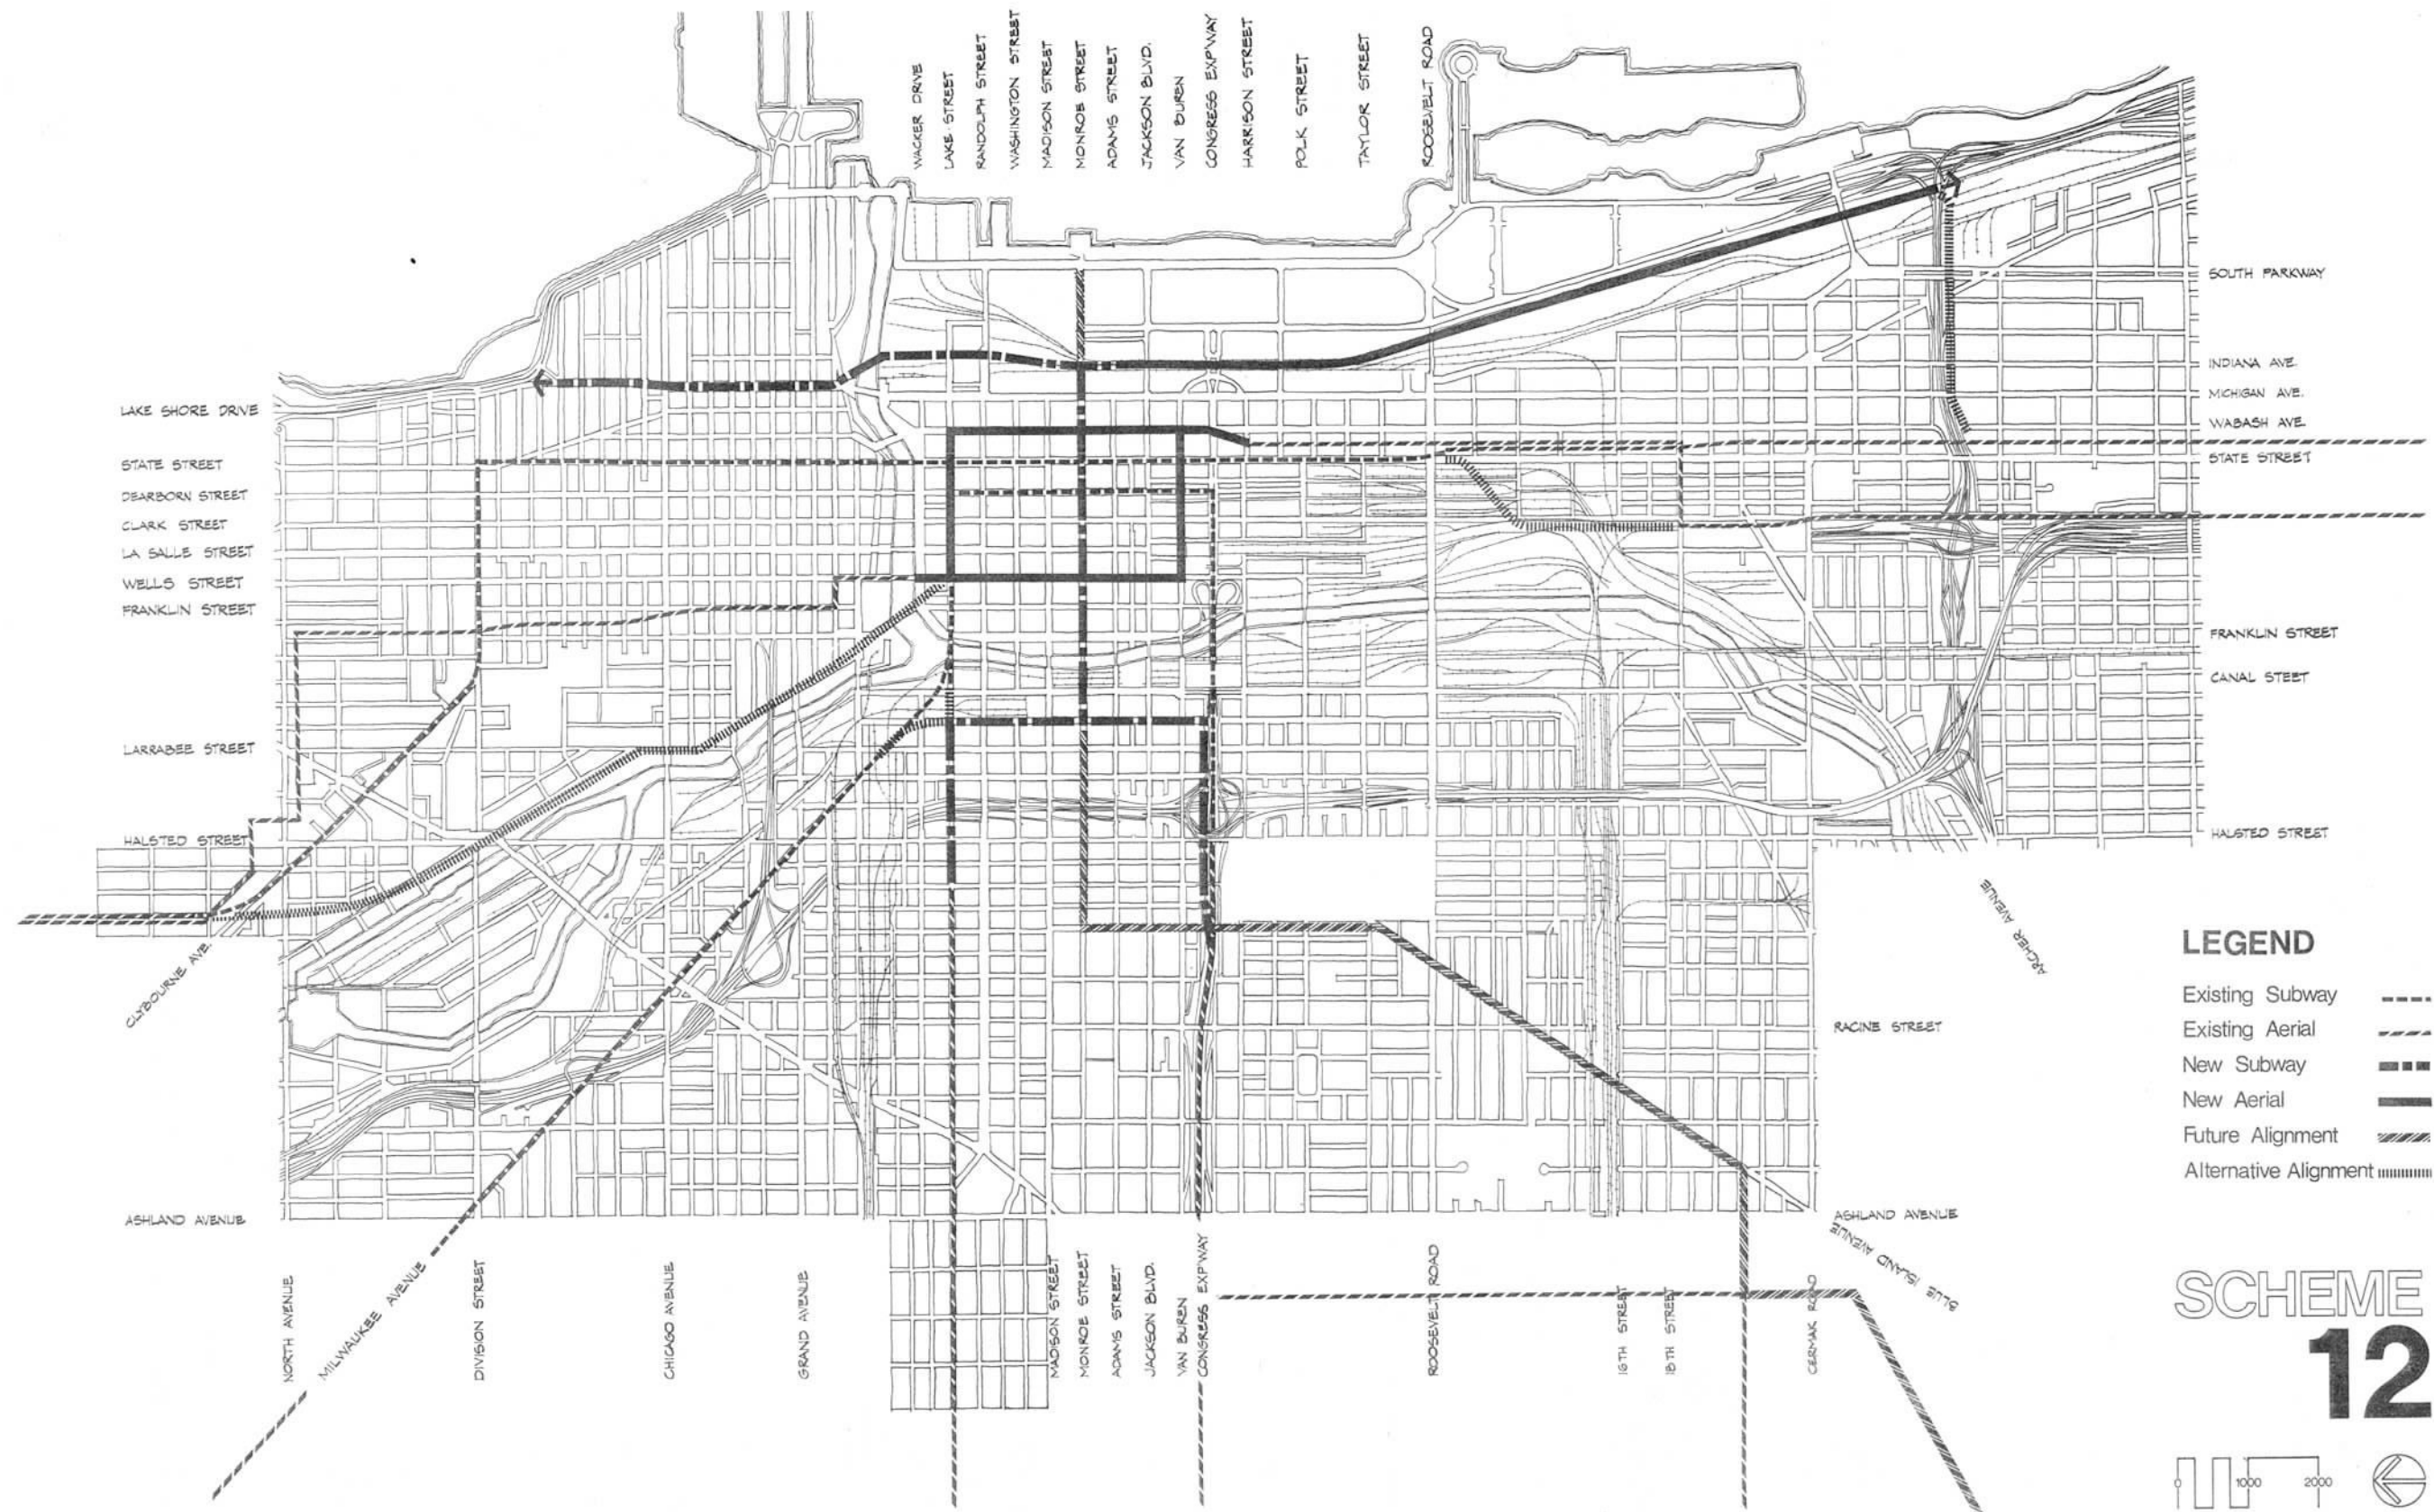 WACKER DRIVE
LAKE STREET
RANDOLPH STREET
WASHINGTON STREET
MADISON STREET
MONROE STREET
ADAMS STREET
JACKSON BLVD.
VAN BUREN
CONGRESS EXP'WAY
HARRISON STREET
POLK STREET
TAYLOR STREET
ROOSEVELT ROAD
LAKE SHORE DRIVE
STATE STREET
DEARBORN STREET
CLARK STREET
LA SALLE STREET
WELLS STREET
FRANKLIN STREET
LARRABEE STREET
HALSTED STREET
CLYBOURNE AVE.
ASHLAND AVENUE
SOUTH PARKWAY
INDIANA AVE.
MICHIGAN AVE.
WABASH AVE.
STATE STREET
FRANKLIN STREET
CANAL STEET
HALSTED STREET
ARCHER AVENUE
RACINE STREET
ASHLAND AVENUE
BLUE ISLAND AVENUE
NORTH AVENUE
MILWAUKEE AVENUE
DIVISION STREET
CHICAGO AVENUE
GRAND AVENUE
MADISON STREET
MONROE STREET
ADAMS STREET
JACKSON BLVD.
VAN BUREN
CONGRESS EXP'WAY
ROOSEVELT ROAD
16TH STREET
18TH STREET
CERMAK ROAD
LEGEND
Existing Subway
Existing Aerial
New Subway
New Aerial
Future Alignment
Alternative Alignment
SCHEME
12
0 1000 2000